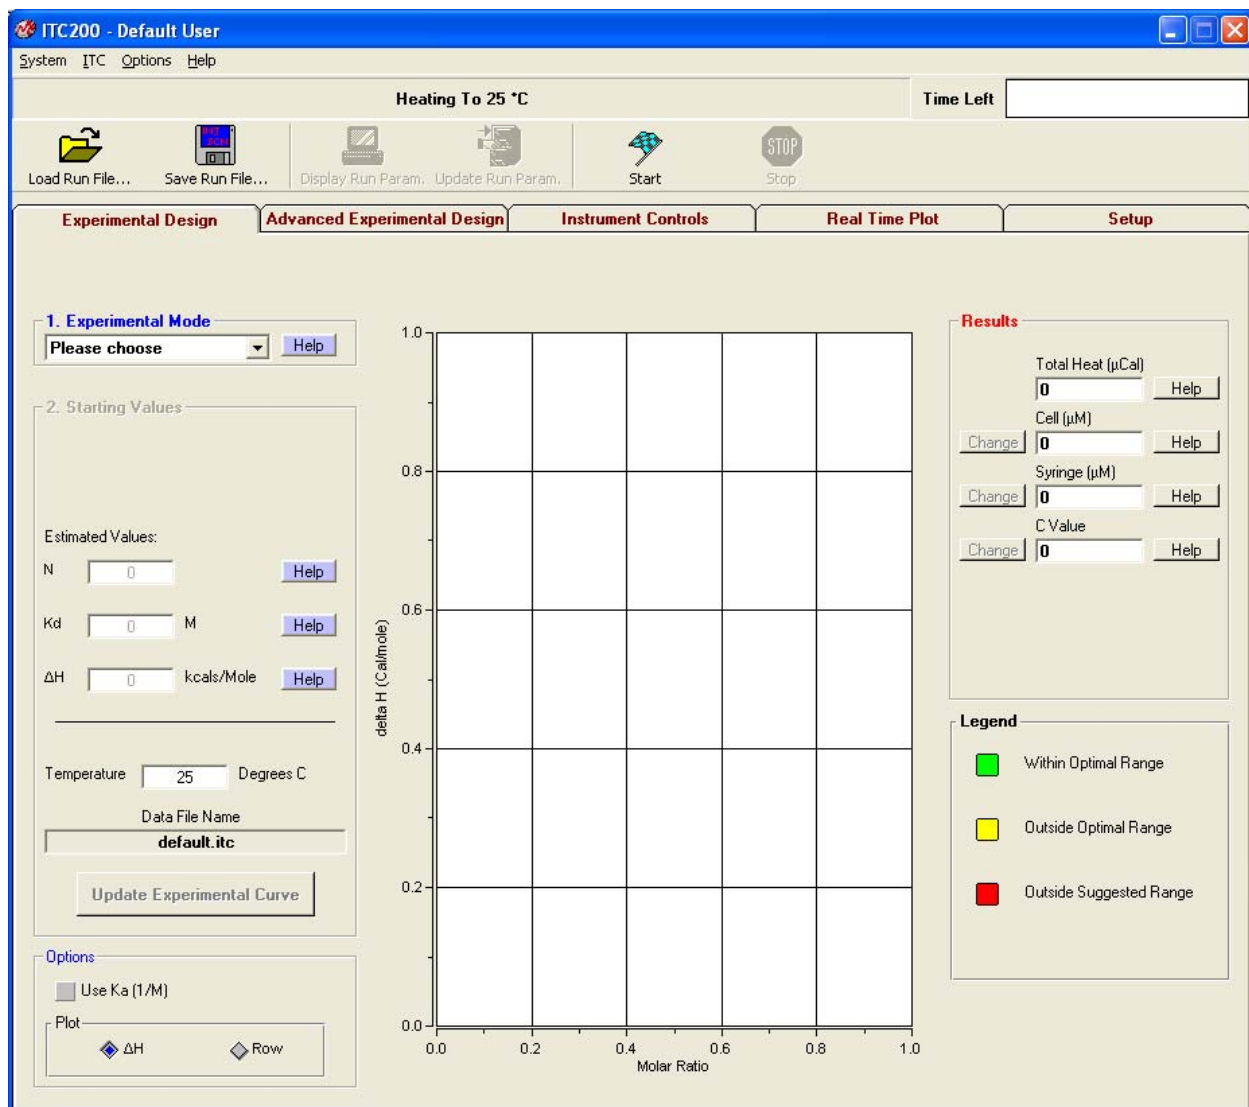 ITC200 - Default User
System ITC Options Help
Heating To 25 °C
Time Left
INT
SCN
STOP
Load Run File... Save Run File... Display Run Param. Update Run Param. Start Stop
Experimental Design Advanced Experimental Design Instrument Controls Real Time Plot Setup
1. Experimental Mode
Please choose Help
2. Starting Values
Estimated Values:
N 0 Help
Kd 0 M Help
ΔH 0 kcals/Mole Help
Temperature 25 Degrees C
Data File Name
default.itc
Update Experimental Curve
Options
Use Ka (1/M)
Plot
ΔH Row
1.0
0.8
0.6
0.4
0.2
0.0
delta H (Cal/mole)
0.0 0.2 0.4 0.6 0.8 1.0
Molar Ratio
Results
Total Heat (µCal)
0 Help
Cell (µM)
Change 0 Help
Syringe (µM)
Change 0 Help
C Value
Change 0 Help
Legend
Within Optimal Range
Outside Optimal Range
Outside Suggested Range